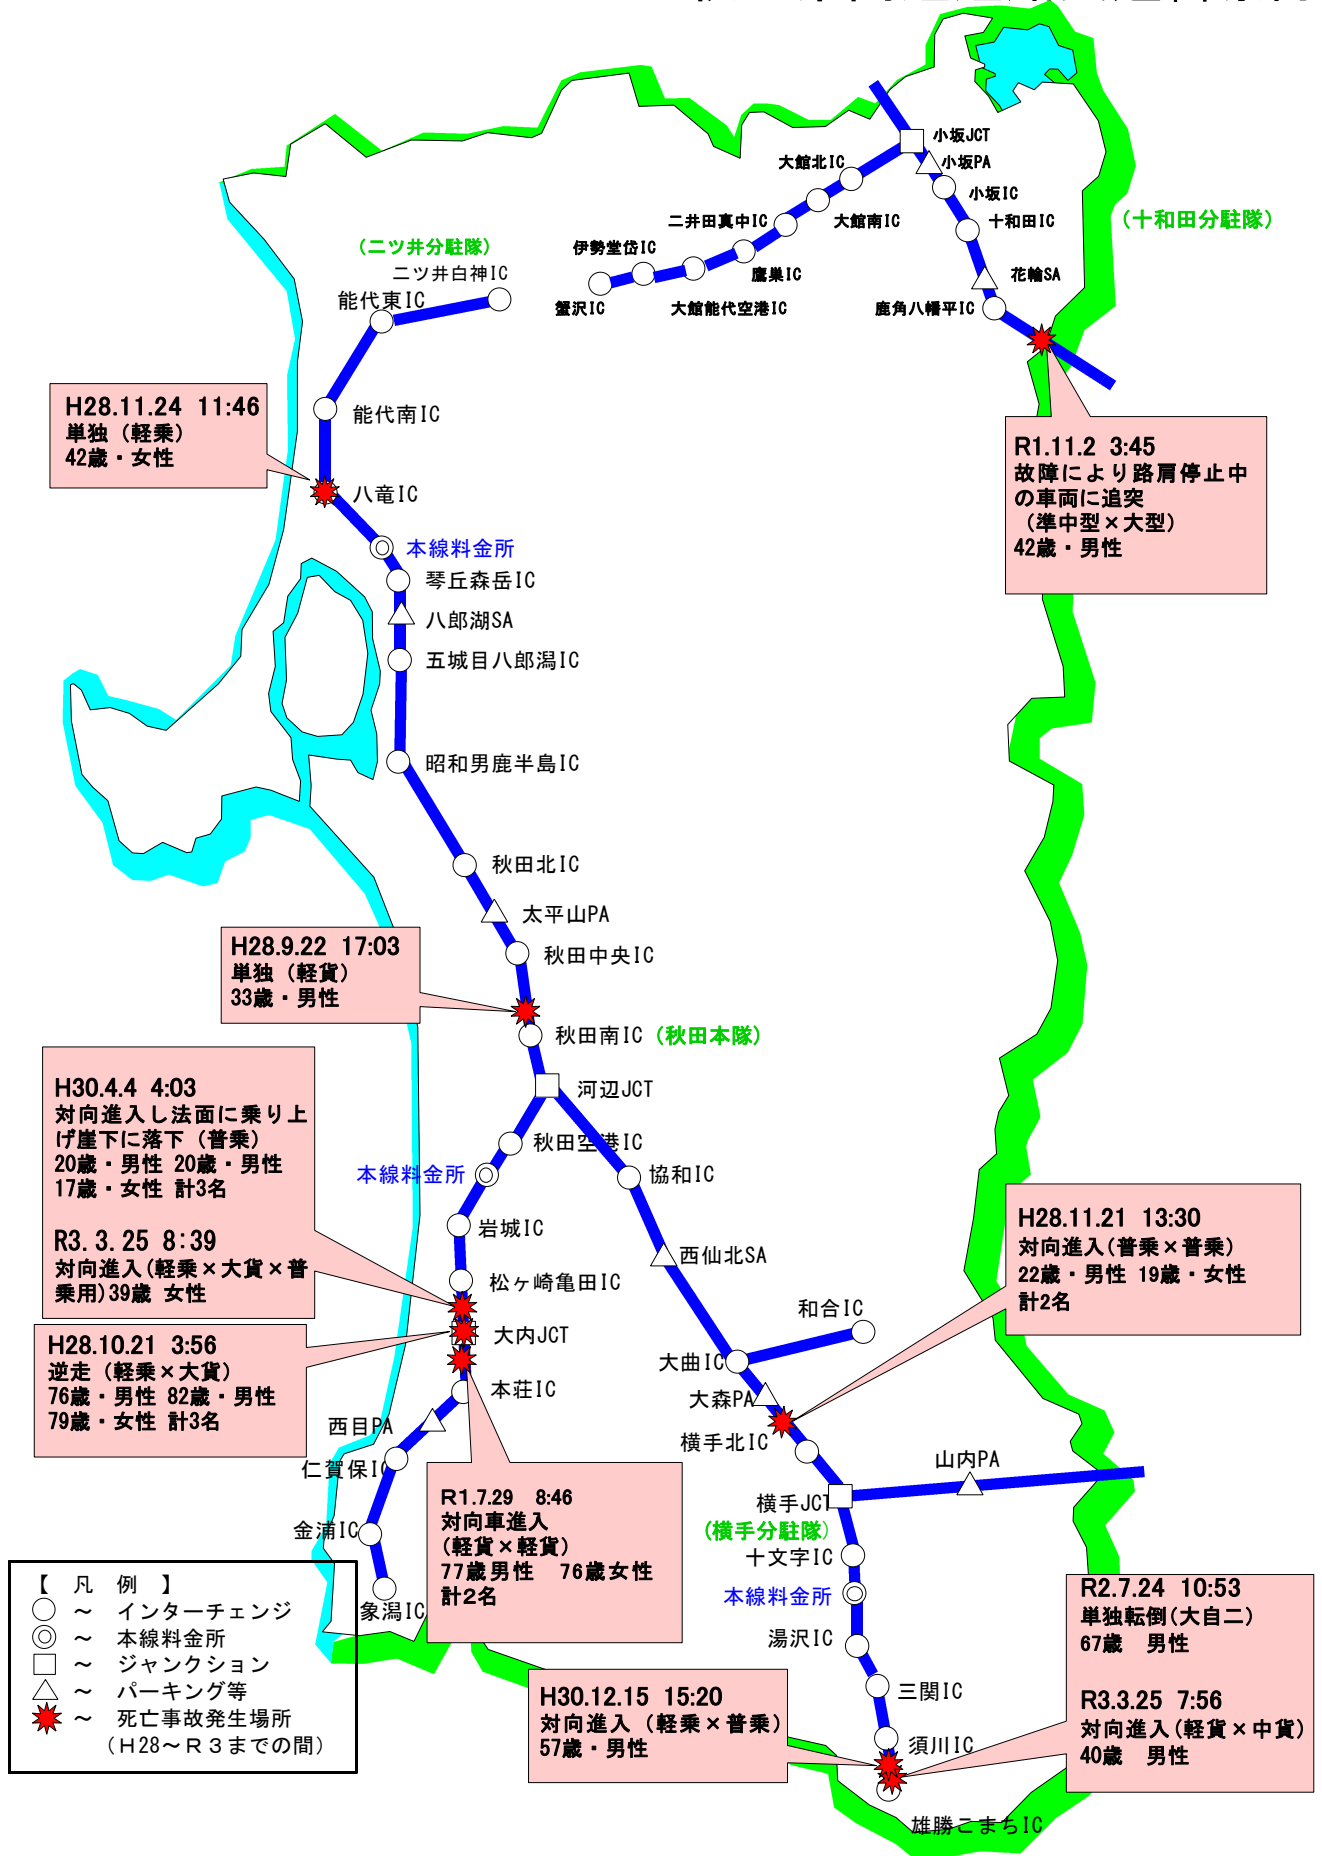 小坂JCT
小坂PA
小坂IC
大館北IC
大館南IC
十和田IC
(十和田分駐隊)
二井田真中IC
(二ツ井分駐隊)
伊勢堂岱IC
二ツ井白神IC
鷹巣IC
花輪SA
能代東IC
蟹沢IC
大館能代空港IC
鹿角八幡平IC
H28.11.24 11:46
単独（軽乗）
42歳・女性
能代南IC
八竜IC
R1.11.2 3:45
故障により路肩停止中
の車両に追突
（準中型×大型）
42歳・男性
本線料金所
琴丘森岳IC
八郎湖SA
五城目八郎潟IC
昭和男鹿半島IC
秋田北IC
太平山PA
秋田中央IC
H28.9.22 17:03
単独（軽貨）
33歳・男性
秋田南IC
(秋田本隊)
河辺JCT
H30.4.4 4:03
対向進入し法面に乗り上
げ崖下に落下（普乗）
20歳・男性 20歳・男性
17歳・女性 計3名
R3.3.25 8:39
対向進入(軽乗×大貨×普
乗用)39歳 女性
秋田空港IC
本線料金所
協和IC
岩城IC
西仙北SA
松ヶ崎亀田IC
H28.11.21 13:30
対向進入(普乗×普乗)
22歳・男性 19歳・女性
計2名
和合IC
大内JCT
H28.10.21 3:56
逆走（軽乗×大貨）
76歳・男性 82歳・男性
79歳・女性 計3名
大曲IC
本荘IC
大森PA
西目PA
横手北IC
仁賀保IC
山内PA
横手JCT
(横手分駐隊)
金浦IC
R1.7.29 8:46
対向車進入
(軽貨×軽貨)
77歳男性 76歳女性
計2名
十文字IC
本線料金所
象潟IC
湯沢IC
三関IC
須川IC
雄勝こまちIC
R2.7.24 10:53
単独転倒(大自二)
67歳 男性
R3.3.25 7:56
対向進入(軽貨×中貨)
40歳 男性
H30.12.15 15:20
対向進入（軽乗×普乗）
57歳・男性
【 凡 例 】
○ ～ インターチェンジ
◎ ～ 本線料金所
□ ～ ジャンクション
△ ～ パーキング等
～ 死亡事故発生場所
（H28～R３までの間）